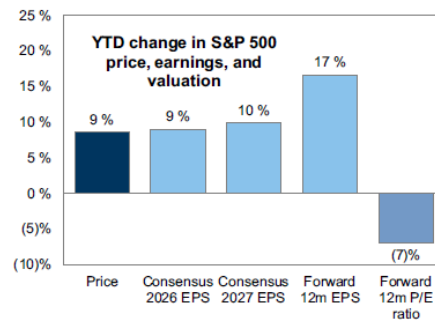 25 %
20 %
15 %
10 %
5 %
0 %
(5)%
(10)%
YTD change in S&P 500
price, earnings, and
valuation
9 %
9 %
10 %
17 %
(7)%
Price
Consensus
2026 EPS
Consensus
2027 EPS
Forward
12m EPS
Forward
12m P/E
ratio